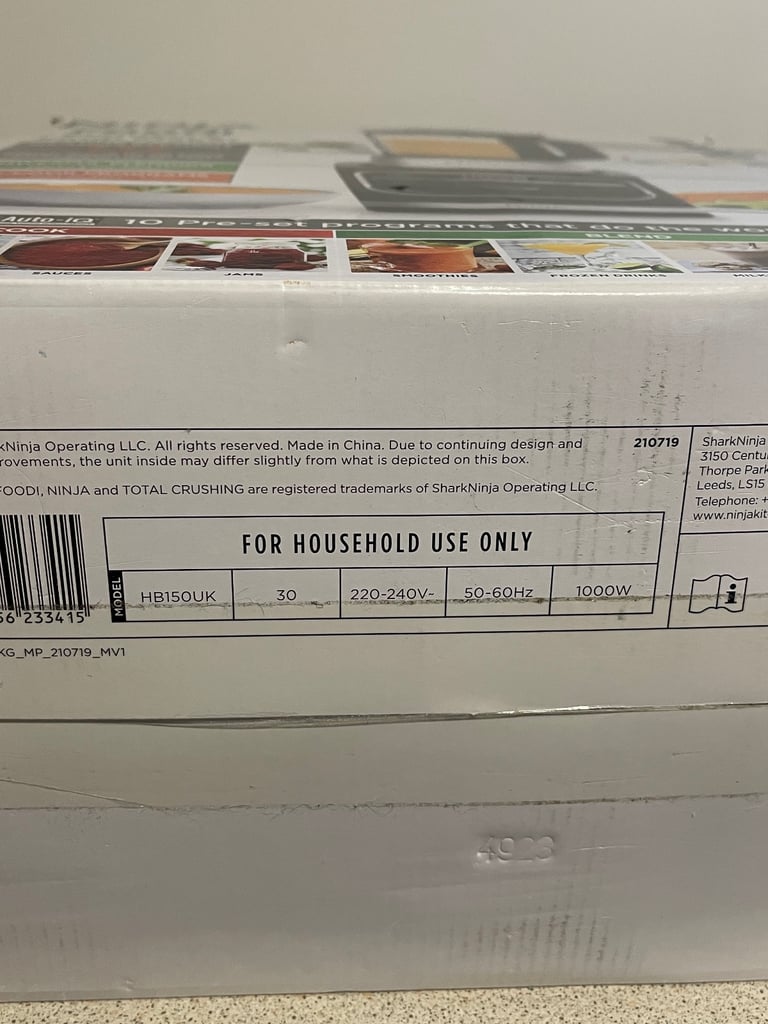 Auto-iQ 10 Pre-set programs that do the wo
COOK
BLEND
SAUCES JAMS SMOOTHIES FROZEN DRINKS MILK
kNinja Operating LLC. All rights reserved. Made in China. Due to continuing design and
rovements, the unit inside may differ slightly from what is depicted on this box.
210719
FOODI, NINJA and TOTAL CRUSHING are registered trademarks of SharkNinja Operating LLC.
SharkNinja
3150 Centu
Thorpe Park
Leeds, LS15
Telephone: +
www.ninjakit
FOR HOUSEHOLD USE ONLY
MODEL HB150UK 30 220-240V~ 50-60Hz 1000W
i
56 233415
KG_MP_210719_MV1
4923